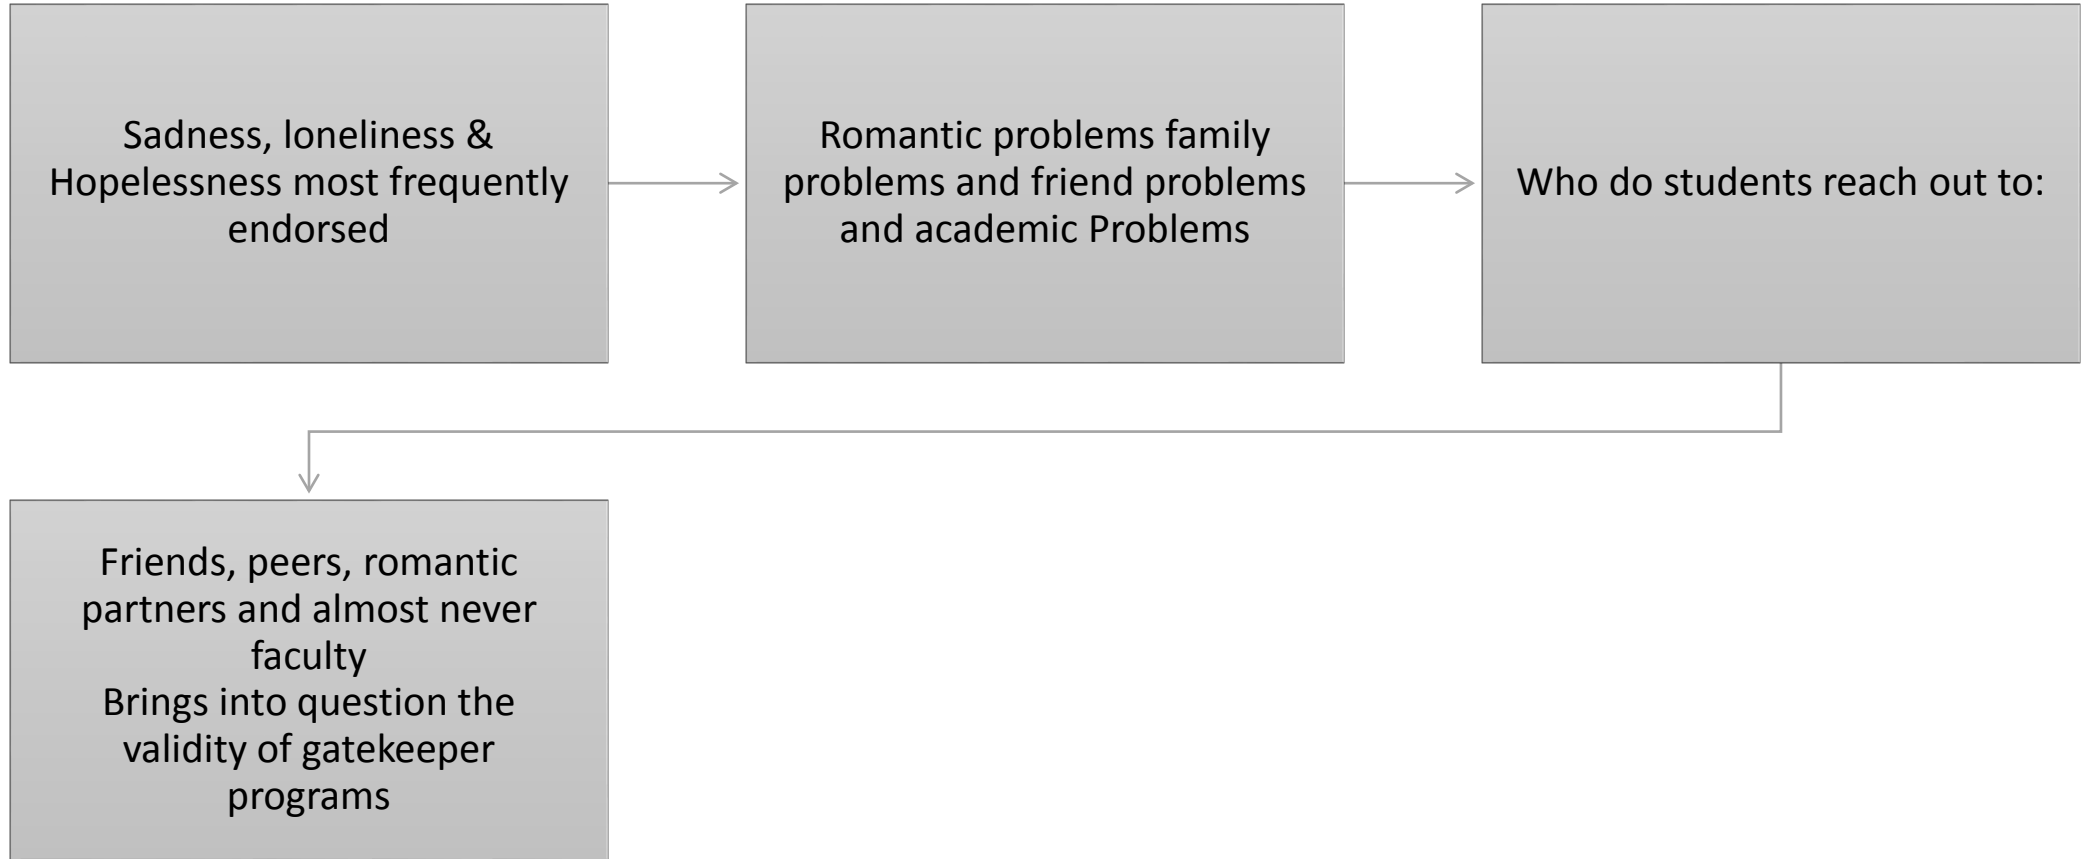 Sadness, loneliness &
Hopelessness most frequently
endorsed
Romantic problems family
problems and friend problems
and academic Problems
Who do students reach out to:
Friends, peers, romantic
partners and almost never
faculty
Brings into question the
validity of gatekeeper
programs